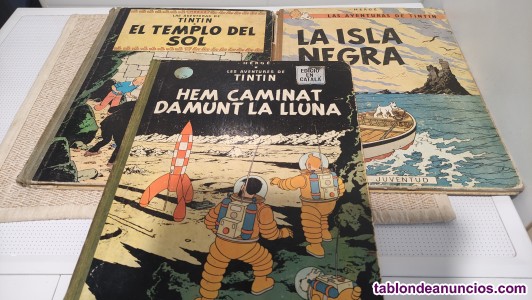 LAS AVENTURAS DE
TINTIN
EL TEMPLO DEL
SOL
HERGÉ
LAS AVENTURAS DE TINTIN
LA ISLA
NEGRA
JUVENTUD
HERGÉ
LES AVENTURES DE
TINTIN
EDICIÓ
EN
CATALÀ
HEM CAMINAT
DAMUNT LA LLUNA
tablondeanuncios.com